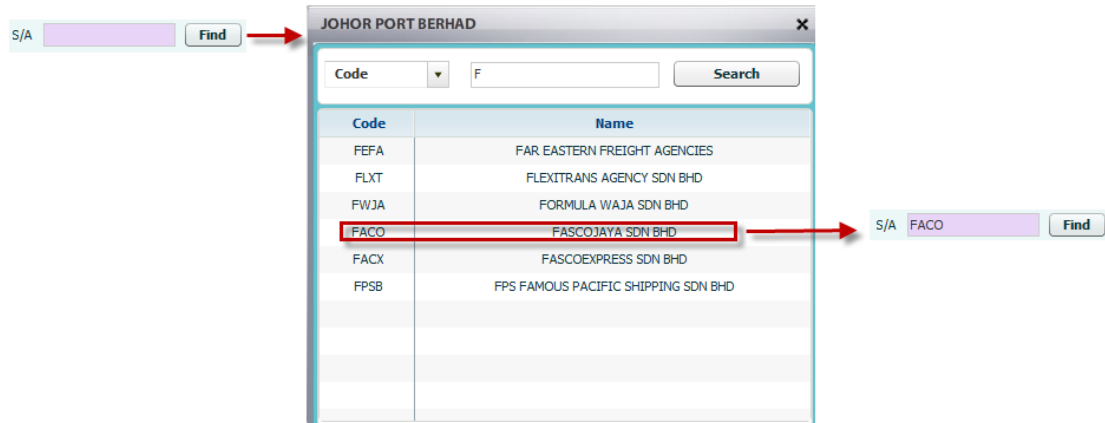 S/A Find
JOHOR PORT BERHAD ×
Code F Search
Code Name
FEFA FAR EASTERN FREIGHT AGENCIES
FLXT FLEXITRANS AGENCY SDN BHD
FWJA FORMULA WAJA SDN BHD
FACO FASCOJAYA SDN BHD
S/A FACO Find
FACX FASCOEXPRESS SDN BHD
FPSB FPS FAMOUS PACIFIC SHIPPING SDN BHD